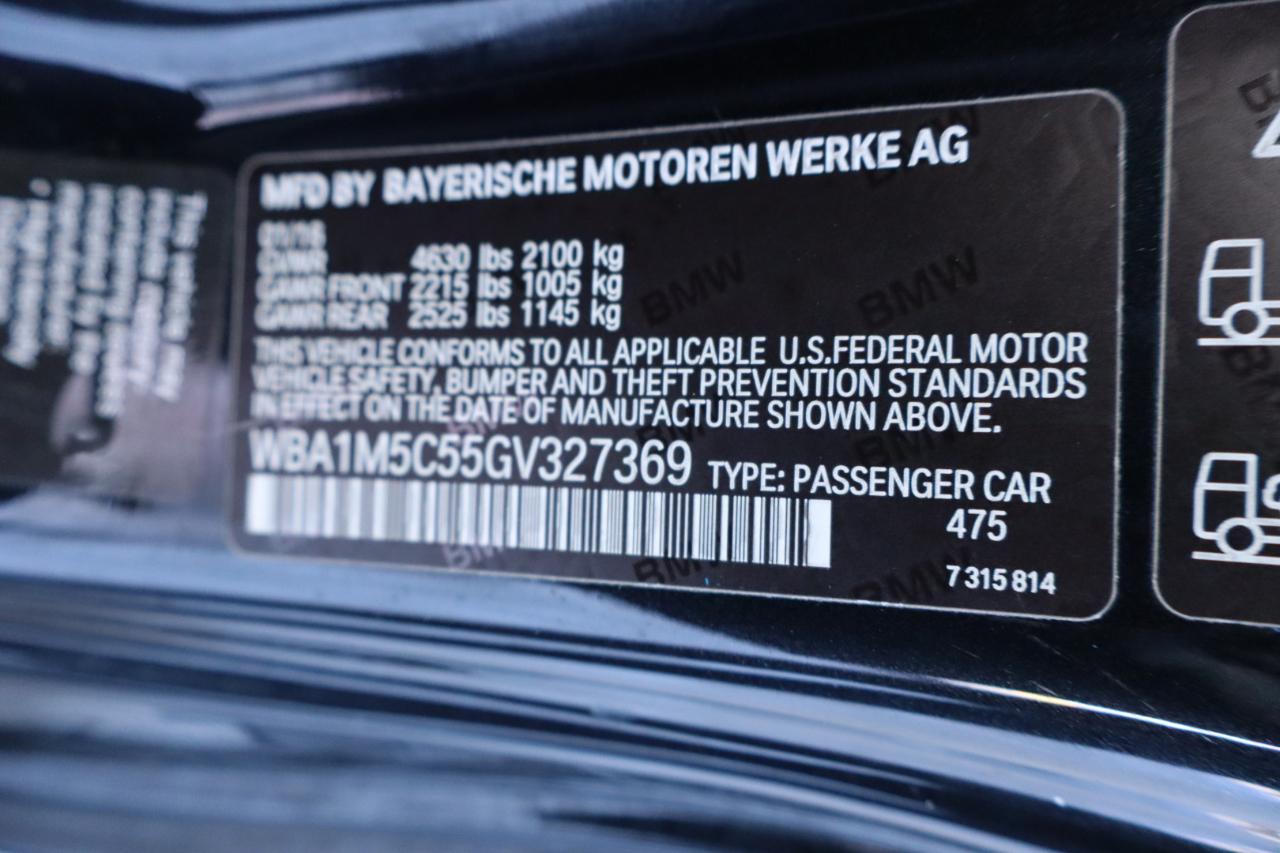 MFD BY BAYERISCHE MOTOREN WERKE AG
01/16
GVWR 4630 lbs 2100 kg
GAWR FRONT 2215 lbs 1005 kg
GAWR REAR 2525 lbs 1145 kg
THIS VEHICLE CONFORMS TO ALL APPLICABLE U.S.FEDERAL MOTOR
VEHICLE SAFETY, BUMPER AND THEFT PREVENTION STANDARDS
IN EFFECT ON THE DATE OF MANUFACTURE SHOWN ABOVE.
WBA1M5C55GV327369 TYPE: PASSENGER CAR
475
7 315 814